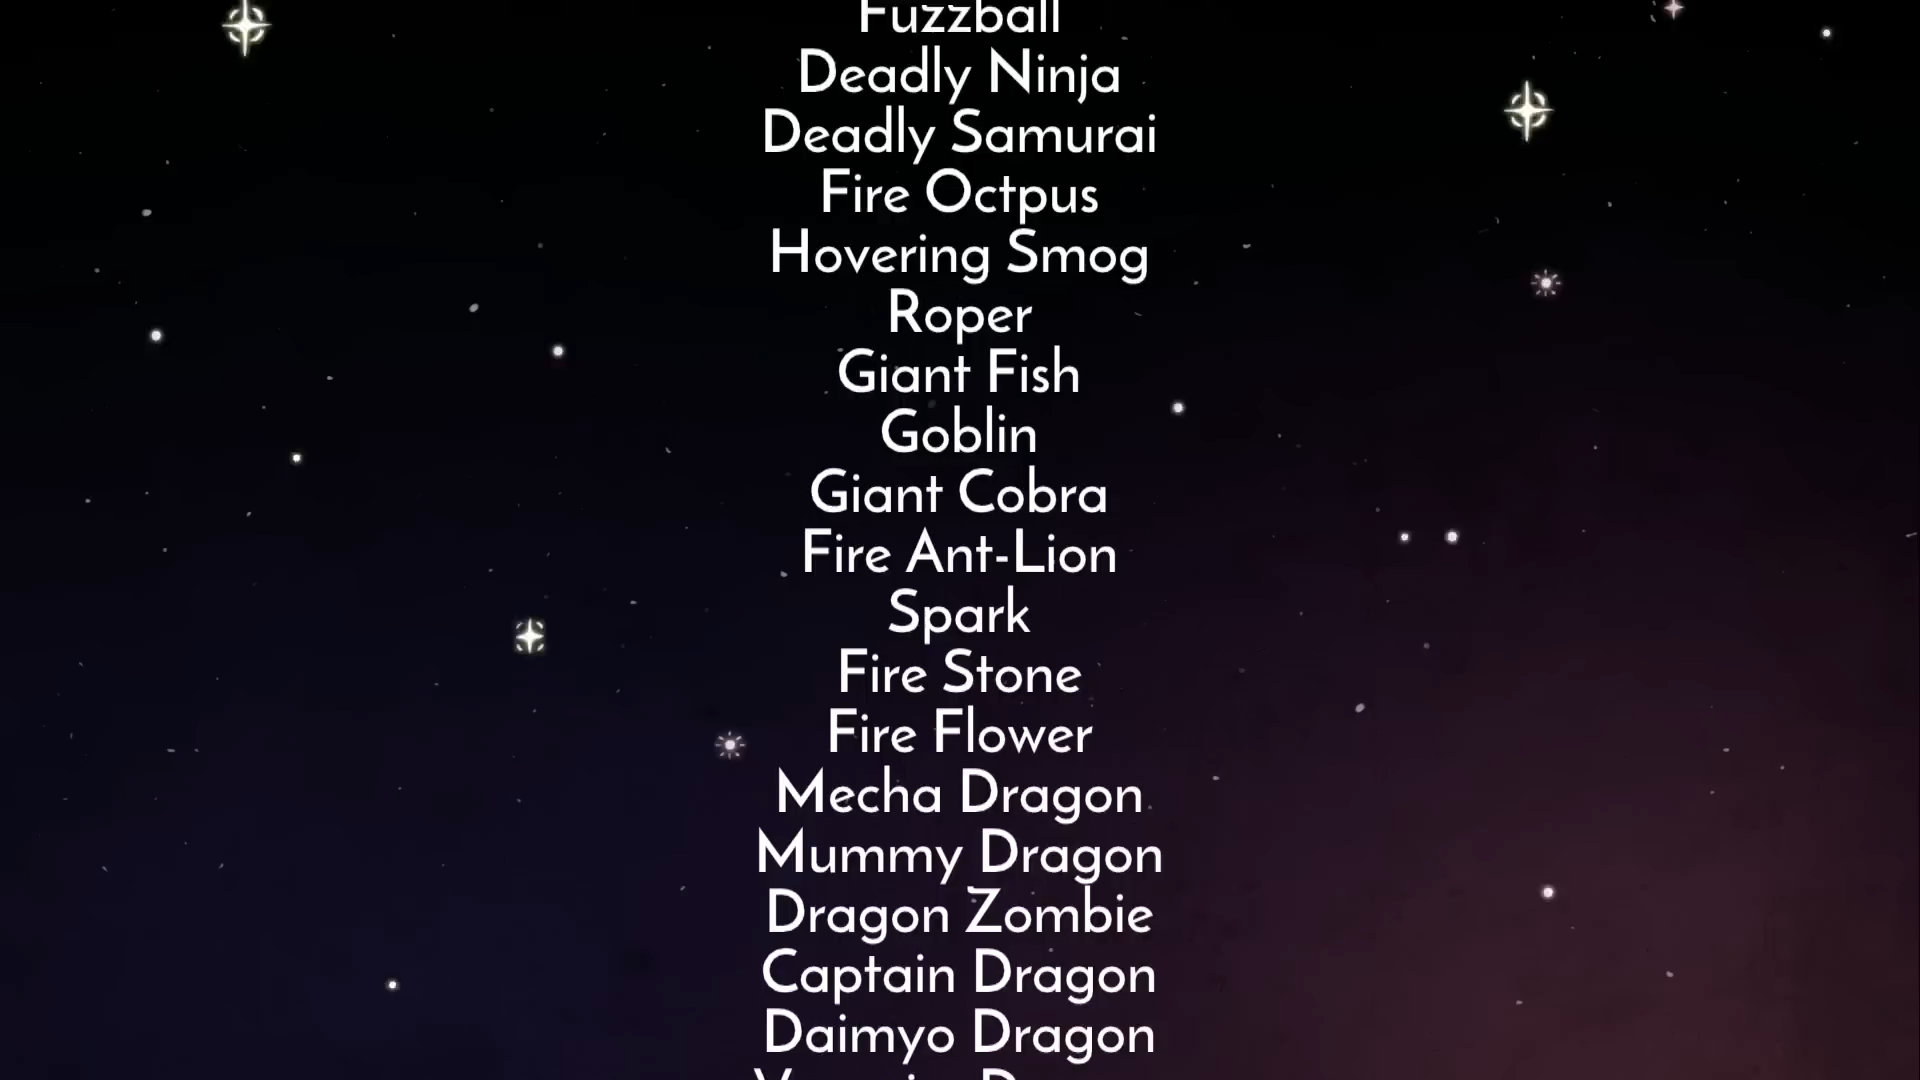 Fuzzball
Deadly Ninja
Deadly Samurai
Fire Octpus
Hovering Smog
Roper
Giant Fish
Goblin
Giant Cobra
Fire Ant-Lion
Spark
Fire Stone
Fire Flower
Mecha Dragon
Mummy Dragon
Dragon Zombie
Captain Dragon
Daimyo Dragon